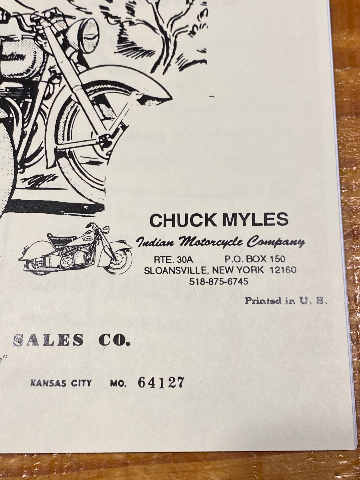 CHUCK MYLES
Indian Motorcycle Company
RTE. 30A P.O. BOX 150
SLOANSVILLE, NEW YORK 12160
518-875-6745
Printed in U. S.
SALES CO.
KANSAS CITY MO. 64127